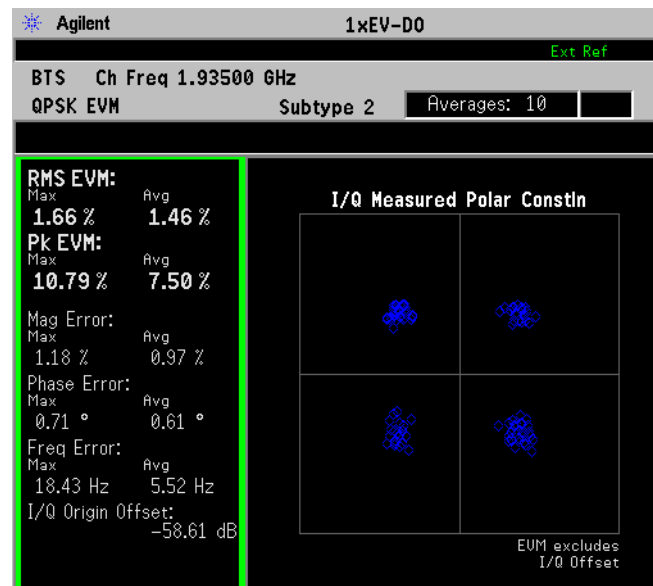 Agilent 1xEV-DO
Ext Ref
BTS Ch Freq 1.93500 GHz
QPSK EVM Subtype 2 Averages: 10
RMS EVM:
Max Avg
1.66 % 1.46 %
Pk EVM:
Max Avg
10.79 % 7.50 %
Mag Error:
Max Avg
1.18 % 0.97 %
Phase Error:
Max Avg
0.71 ° 0.61 °
Freq Error:
Max Avg
18.43 Hz 5.52 Hz
I/Q Origin Offset:
-58.61 dB
I/Q Measured Polar Constln
EVM excludes
I/Q Offset